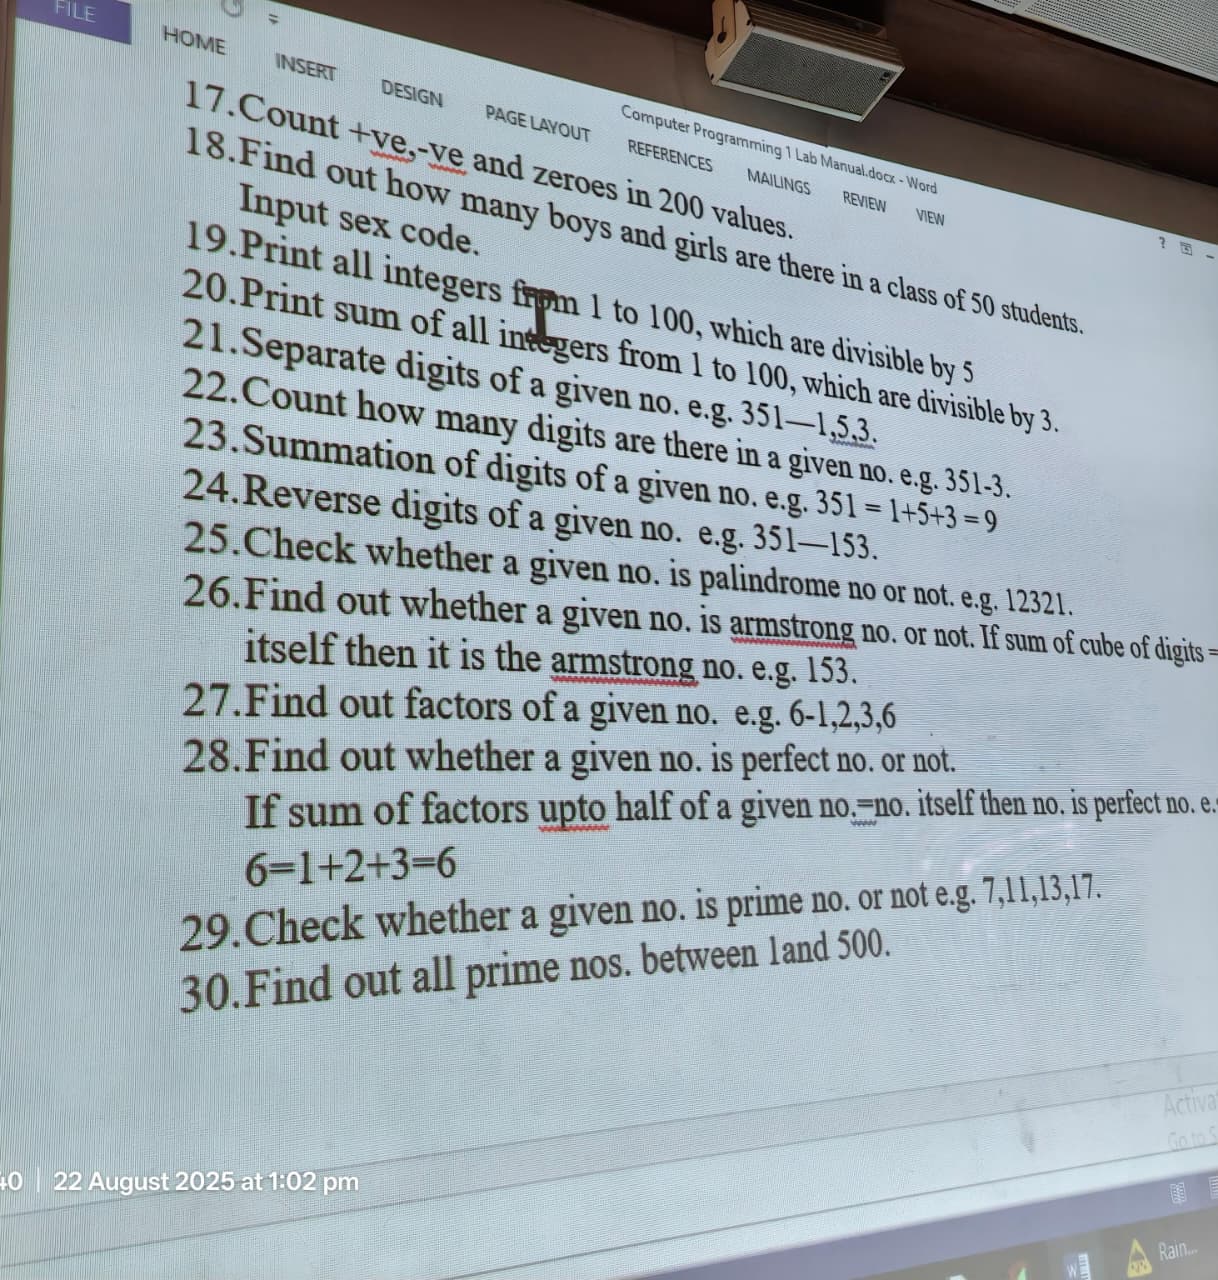 FILE
HOME
INSERT
DESIGN
PAGE LAYOUT
Computer Programming 1 Lab Manual.docx - Word
REFERENCES
MAILINGS
REVIEW
VIEW
?
17.Count +ve,-ve and zeroes in 200 values.
18.Find out how many boys and girls are there in a class of 50 students.
Input sex code.
19.Print all integers from 1 to 100, which are divisible by 5
20.Print sum of all integers from 1 to 100, which are divisible by 3.
21.Separate digits of a given no. e.g. 351—1,5,3.
22.Count how many digits are there in a given no. e.g. 351-3.
23.Summation of digits of a given no. e.g. 351 = 1+5+3 = 9
24.Reverse digits of a given no. e.g. 351—153.
25.Check whether a given no. is palindrome no or not. e.g. 12321.
26.Find out whether a given no. is armstrong no. or not. If sum of cube of digits =
itself then it is the armstrong no. e.g. 153.
27.Find out factors of a given no. e.g. 6-1,2,3,6
28.Find out whether a given no. is perfect no. or not.
If sum of factors upto half of a given no.=no. itself then no. is perfect no. e.
6=1+2+3=6
29.Check whether a given no. is prime no. or not e.g. 7,11,13,17.
30.Find out all prime nos. between 1and 500.
Activa
Go to S
40 | 22 August 2025 at 1:02 pm
Rain...